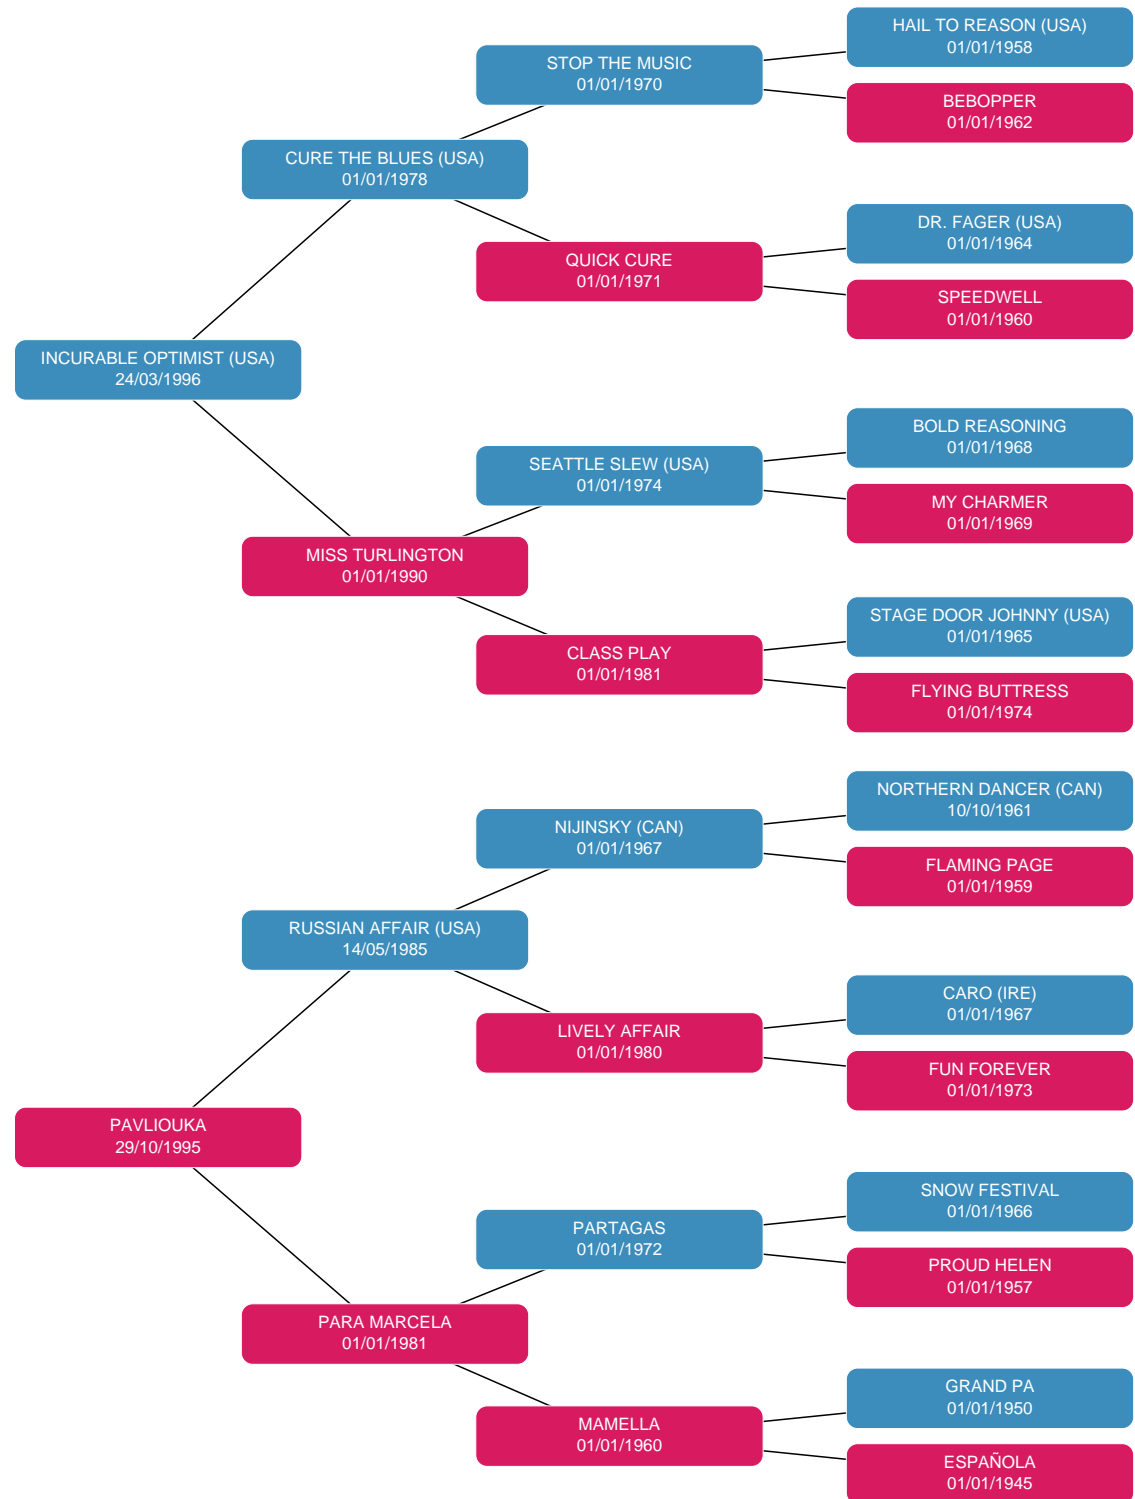 HAIL TO REASON (USA)
01/01/1958
STOP THE MUSIC
01/01/1970
BEBOPPER
01/01/1962
CURE THE BLUES (USA)
01/01/1978
DR. FAGER (USA)
01/01/1964
QUICK CURE
01/01/1971
SPEEDWELL
01/01/1960
INCURABLE OPTIMIST (USA)
24/03/1996
BOLD REASONING
01/01/1968
SEATTLE SLEW (USA)
01/01/1974
MY CHARMER
01/01/1969
MISS TURLINGTON
01/01/1990
STAGE DOOR JOHNNY (USA)
01/01/1965
CLASS PLAY
01/01/1981
FLYING BUTTRESS
01/01/1974
NORTHERN DANCER (CAN)
10/10/1961
NIJINSKY (CAN)
01/01/1967
FLAMING PAGE
01/01/1959
RUSSIAN AFFAIR (USA)
14/05/1985
CARO (IRE)
01/01/1967
LIVELY AFFAIR
01/01/1980
FUN FOREVER
01/01/1973
PAVLIOUKA
29/10/1995
SNOW FESTIVAL
01/01/1966
PARTAGAS
01/01/1972
PROUD HELEN
01/01/1957
PARA MARCELA
01/01/1981
GRAND PA
01/01/1950
MAMELLA
01/01/1960
ESPAÑOLA
01/01/1945